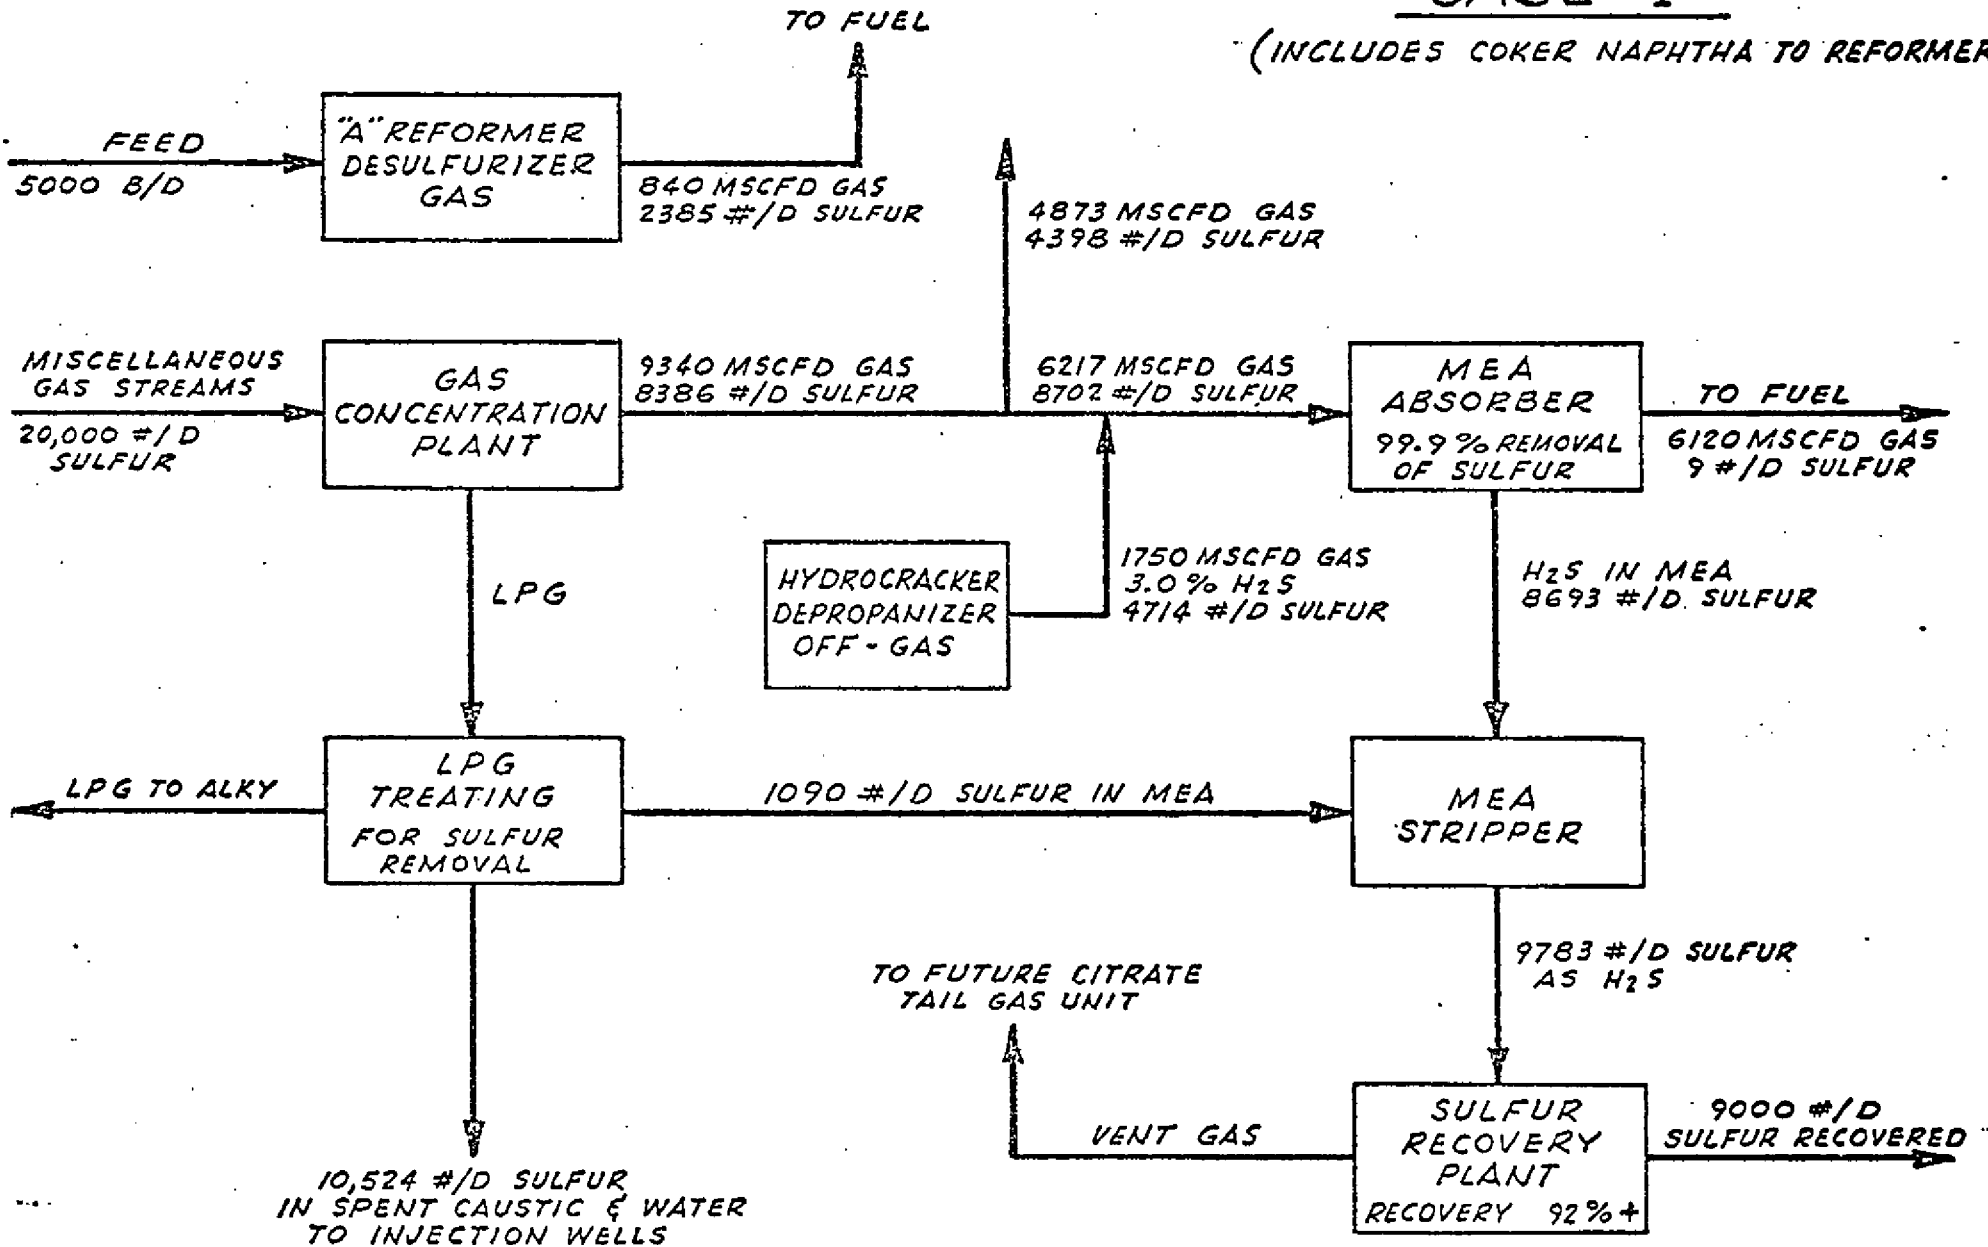 (INCLUDES COKER NAPHTHA TO REFORMER
TO FUEL
FEED
5000 B/D
"A" REFORMER
DESULFURIZER
GAS
840 MSCFD GAS
2385 #/D SULFUR
4873 MSCFD GAS
4398 #/D SULFUR
MISCELLANEOUS
GAS STREAMS
20,000 #/D
SULFUR
GAS
CONCENTRATION
PLANT
9340 MSCFD GAS
8386 #/D SULFUR
6217 MSCFD GAS
8702 #/D SULFUR
MEA
ABSORBER
99.9% REMOVAL
OF SULFUR
TO FUEL
6120 MSCFD GAS
9 #/D SULFUR
LPG
HYDROCRACKER
DEPROPANIZER
OFF-GAS
1750 MSCFD GAS
3.0% H2S
4714 #/D SULFUR
H2S IN MEA
8693 #/D. SULFUR
LPG TO ALKY
LPG
TREATING
FOR SULFUR
REMOVAL
1090 #/D SULFUR IN MEA
MEA
STRIPPER
9783 #/D SULFUR
AS H2S
TO FUTURE CITRATE
TAIL GAS UNIT
VENT GAS
SULFUR
RECOVERY
PLANT
RECOVERY 92%+
9000 #/D
SULFUR RECOVERED
10,524 #/D SULFUR
IN SPENT CAUSTIC & WATER
TO INJECTION WELLS